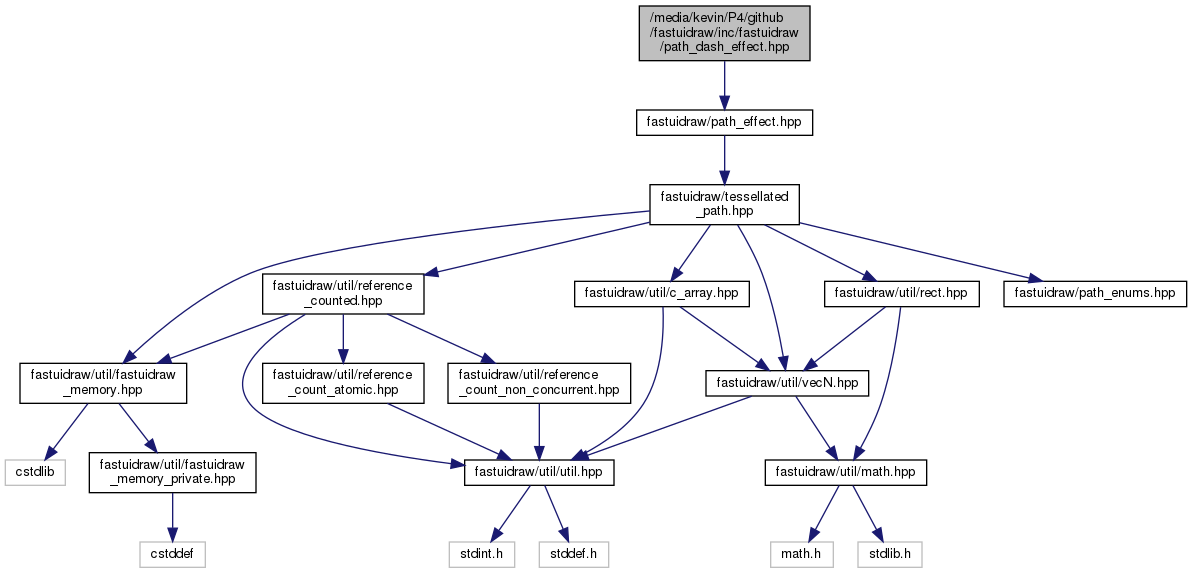 /media/kevin/P4/github
/fastuidraw/inc/fastuidraw
/path_dash_effect.hpp
fastuidraw/path_effect.hpp
fastuidraw/tessellated
_path.hpp
fastuidraw/util/reference
_counted.hpp
fastuidraw/util/c_array.hpp
fastuidraw/util/rect.hpp
fastuidraw/path_enums.hpp
fastuidraw/util/fastuidraw
_memory.hpp
fastuidraw/util/reference
_count_atomic.hpp
fastuidraw/util/reference
_count_non_concurrent.hpp
fastuidraw/util/vecN.hpp
cstdlib
fastuidraw/util/fastuidraw
_memory_private.hpp
fastuidraw/util/util.hpp
fastuidraw/util/math.hpp
cstddef
stdint.h
stddef.h
math.h
stdlib.h